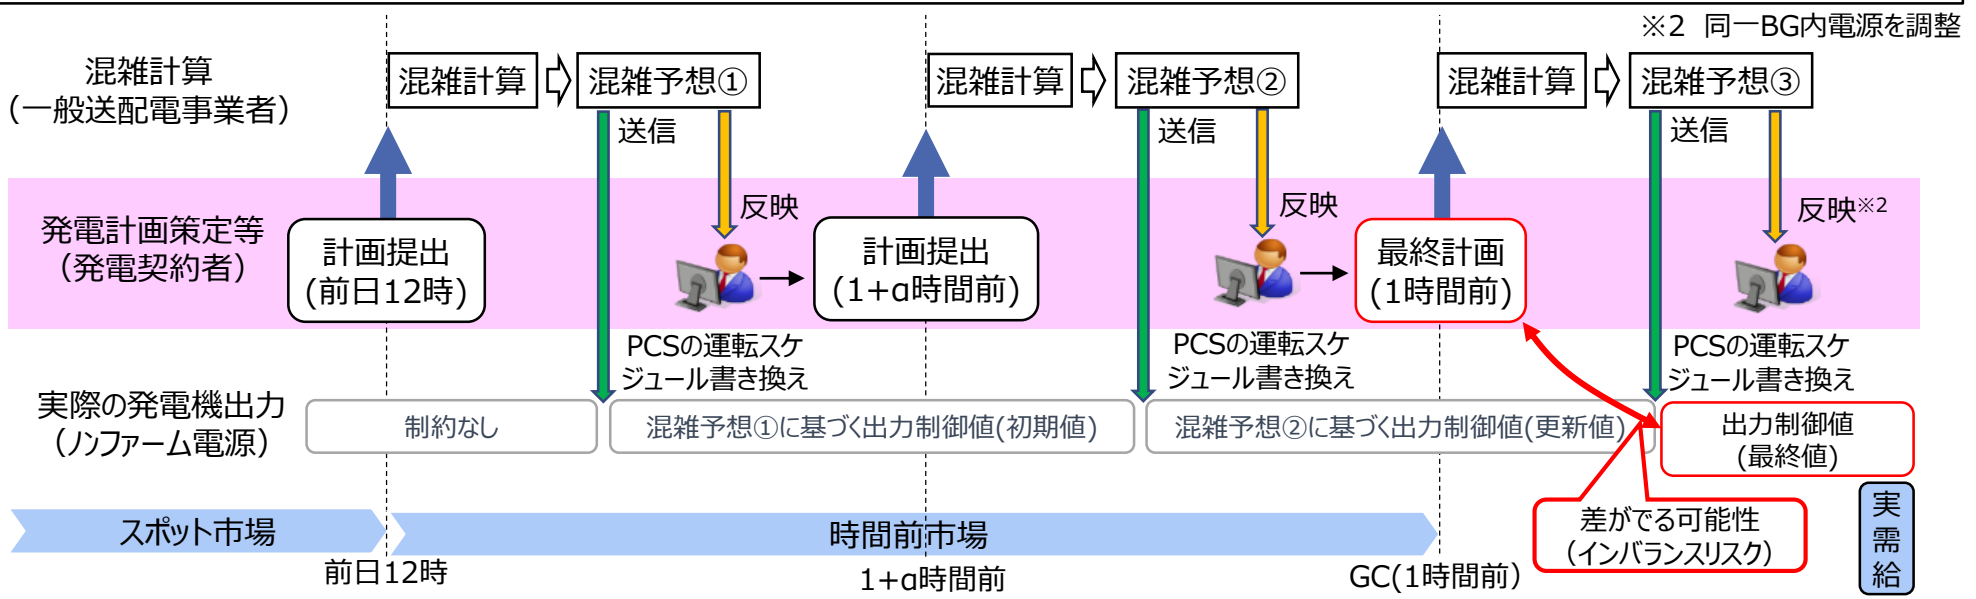 ※2 同一BG内電源を調整
混雑計算
(一般送配電事業者)
混雑計算
混雑予想①
混雑計算
混雑予想②
混雑計算
混雑予想③
送信
送信
送信
発電計画策定等
(発電契約者)
計画提出
(前日12時)
反映
計画提出
(1+α時間前)
反映
最終計画
(1時間前)
反映※2
PCSの運転スケ
ジュール書き換え
PCSの運転スケ
ジュール書き換え
PCSの運転スケ
ジュール書き換え
実際の発電機出力
(ノンファーム電源)
制約なし
混雑予想①に基づく出力制御値(初期値)
混雑予想②に基づく出力制御値(更新値)
出力制御値
(最終値)
スポット市場
時間前市場
差がでる可能性
(インバランスリスク)
実需給
前日12時
1+α時間前
GC(1時間前)